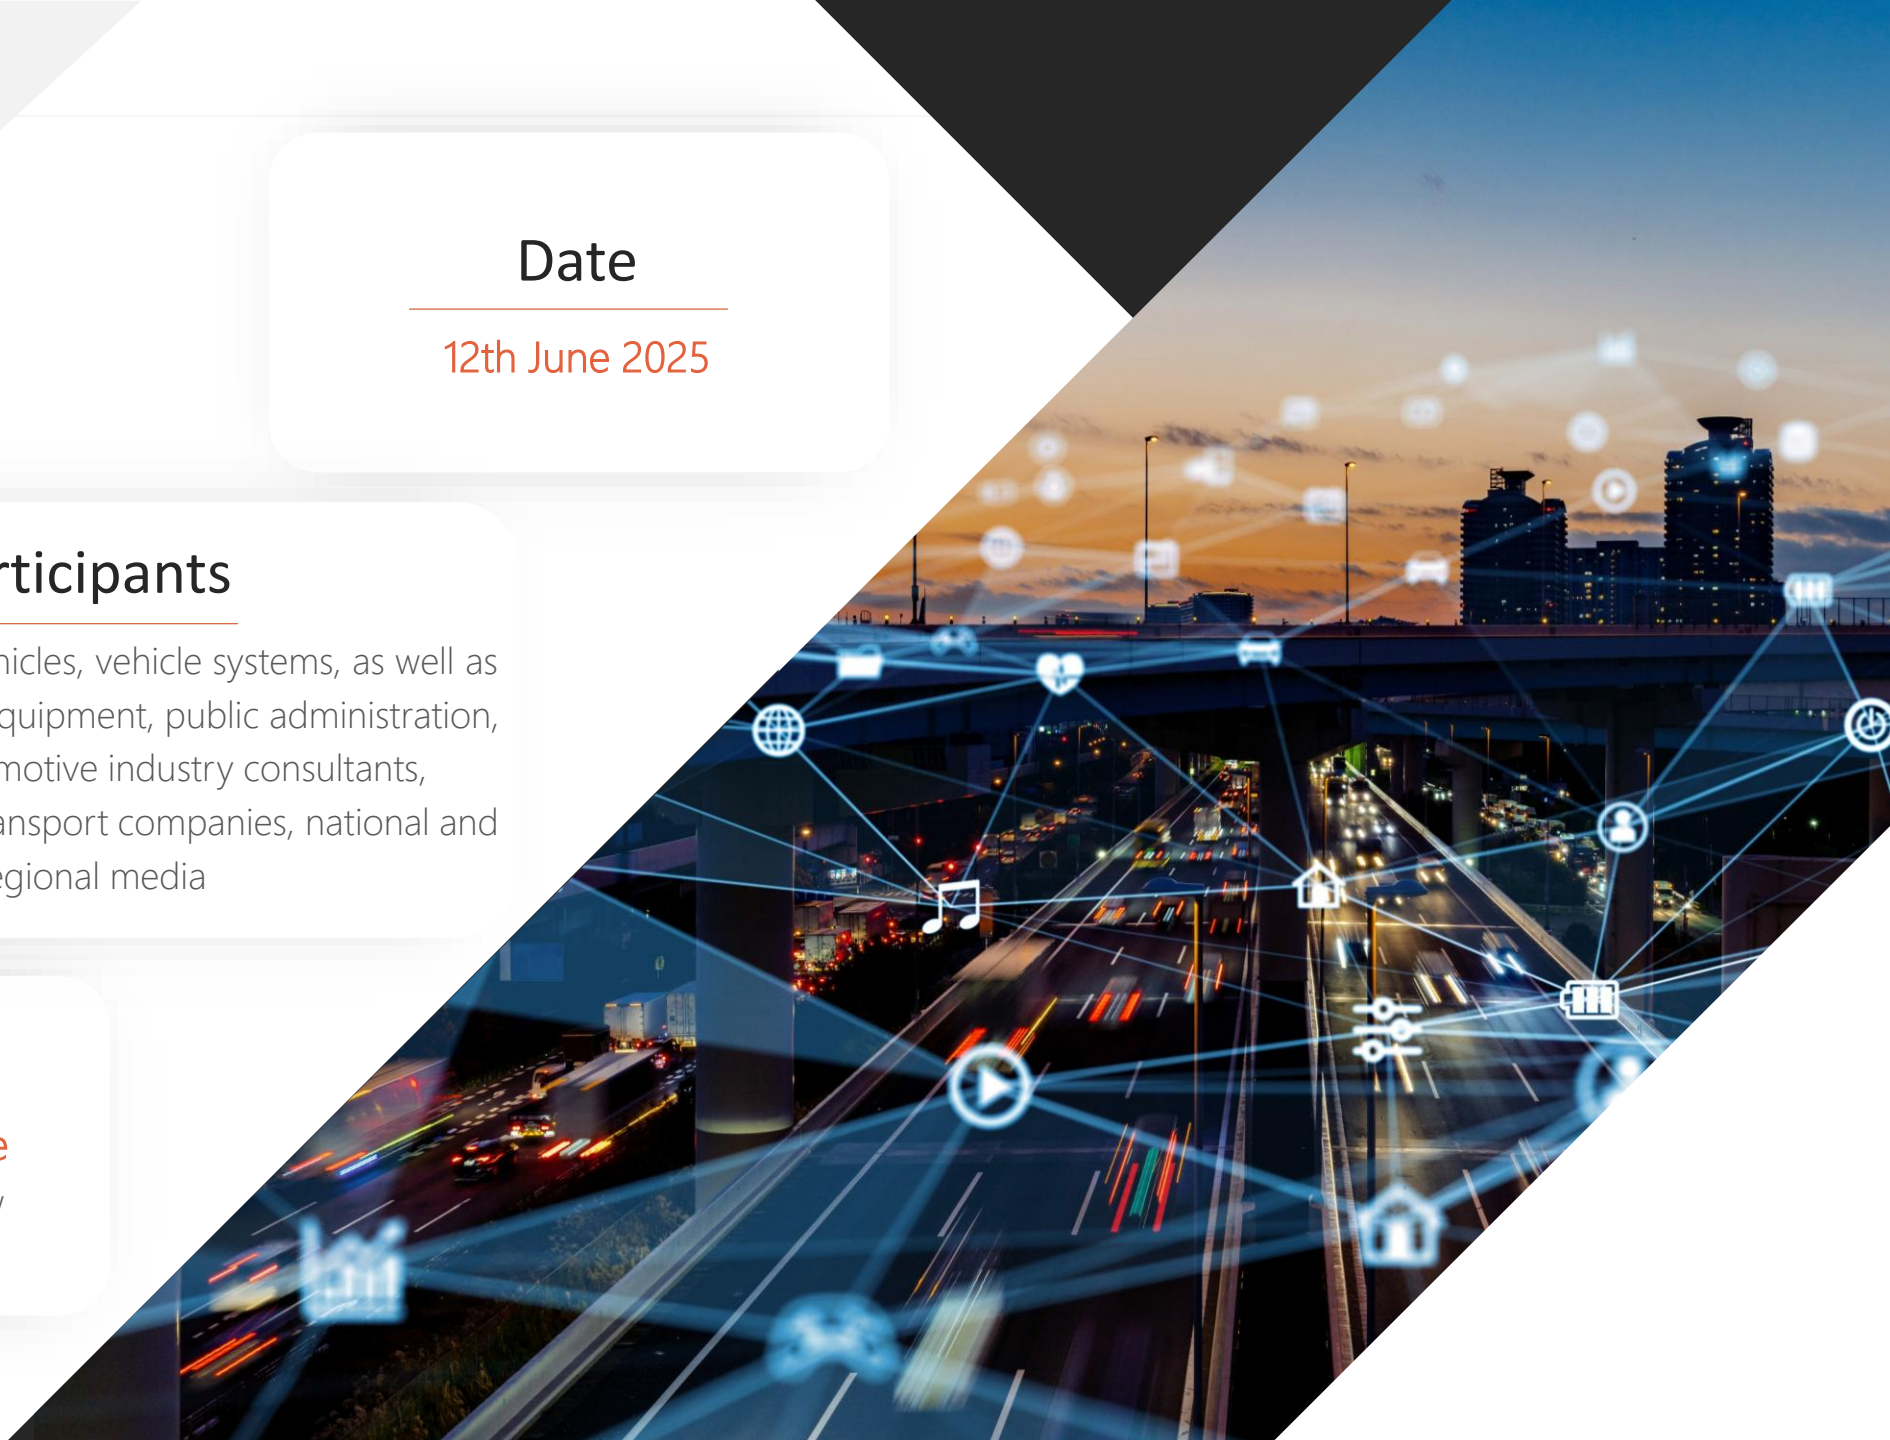 Date
12th June 2025
rticipants
nicles, vehicle systems, as well as
quipment, public administration,
motive industry consultants,
ansport companies, national and
egional media
e
y